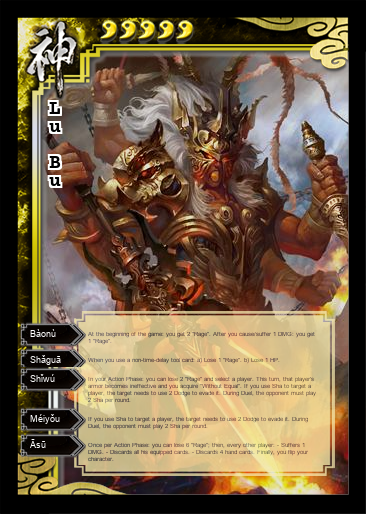 神
Lu Bu
Bàonù
At the beginning of the game: you get 2 "Rage". After you cause/suffer 1 DMG: you get
1 "Rage".
Shǎguā
When you use a non-time-delay tool card: a) Lose 1 "Rage". b) Lose 1 HP.
Shīwú
In your Action Phase: you can lose 2 "Rage" and select a player. This turn, that player's
armor becomes ineffective and you acquire "Without Equal". If you use Sha to target a
player, the target needs to use 2 Dodge to evade it. During Duel, the opponent must play
2 Sha per round.
Méiyǒu
If you use Sha to target a player, the target needs to use 2 Dodge to evade it. During
Duel, the opponent must play 2 Sha per round.
Āsū
Once per Action Phase: you can lose 6 "Rage"; then, every other player: - Suffers 1
DMG. - Discards all his equipped cards. - Discards 4 hand cards. Finally, you flip your
character.